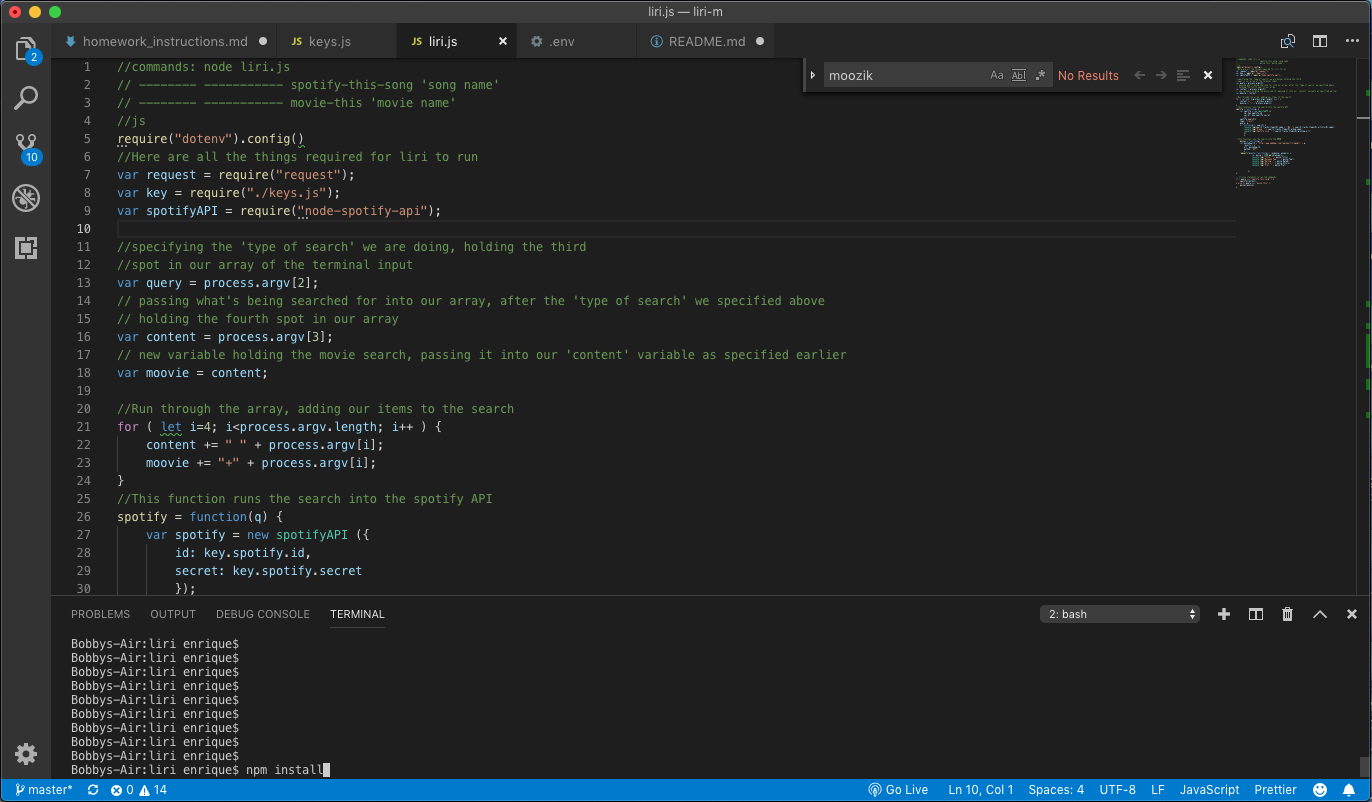 liri.js — liri-m
homework_instructions.md
JS keys.js
JS liri.js
.env
README.md
moozik Aa Abl .* No Results
1 //commands: node liri.js
2 // -------- ----------- spotify-this-song 'song name'
3 // -------- ----------- movie-this 'movie name'
4 //js
5 require("dotenv").config()
6 //Here are all the things required for liri to run
7 var request = require("request");
8 var key = require("./keys.js");
9 var spotifyAPI = require("node-spotify-api");
10
11 //specifying the 'type of search' we are doing, holding the third
12 //spot in our array of the terminal input
13 var query = process.argv[2];
14 // passing what's being searched for into our array, after the 'type of search' we specified above
15 // holding the fourth spot in our array
16 var content = process.argv[3];
17 // new variable holding the movie search, passing it into our 'content' variable as specified earlier
18 var moovie = content;
19
20 //Run through the array, adding our items to the search
21 for ( let i=4; i<process.argv.length; i++ ) {
22 content += " " + process.argv[i];
23 moovie += "+" + process.argv[i];
24 }
25 //This function runs the search into the spotify API
26 spotify = function(q) {
27 var spotify = new spotifyAPI ({
28 id: key.spotify.id,
29 secret: key.spotify.secret
30 });
2
10
PROBLEMS OUTPUT DEBUG CONSOLE TERMINAL 2: bash
Bobbys-Air:liri enrique$
Bobbys-Air:liri enrique$
Bobbys-Air:liri enrique$
Bobbys-Air:liri enrique$
Bobbys-Air:liri enrique$
Bobbys-Air:liri enrique$
Bobbys-Air:liri enrique$
Bobbys-Air:liri enrique$
Bobbys-Air:liri enrique$
Bobbys-Air:liri enrique$ npm install
master* 0 14 Go Live Ln 10, Col 1 Spaces: 4 UTF-8 LF JavaScript Prettier